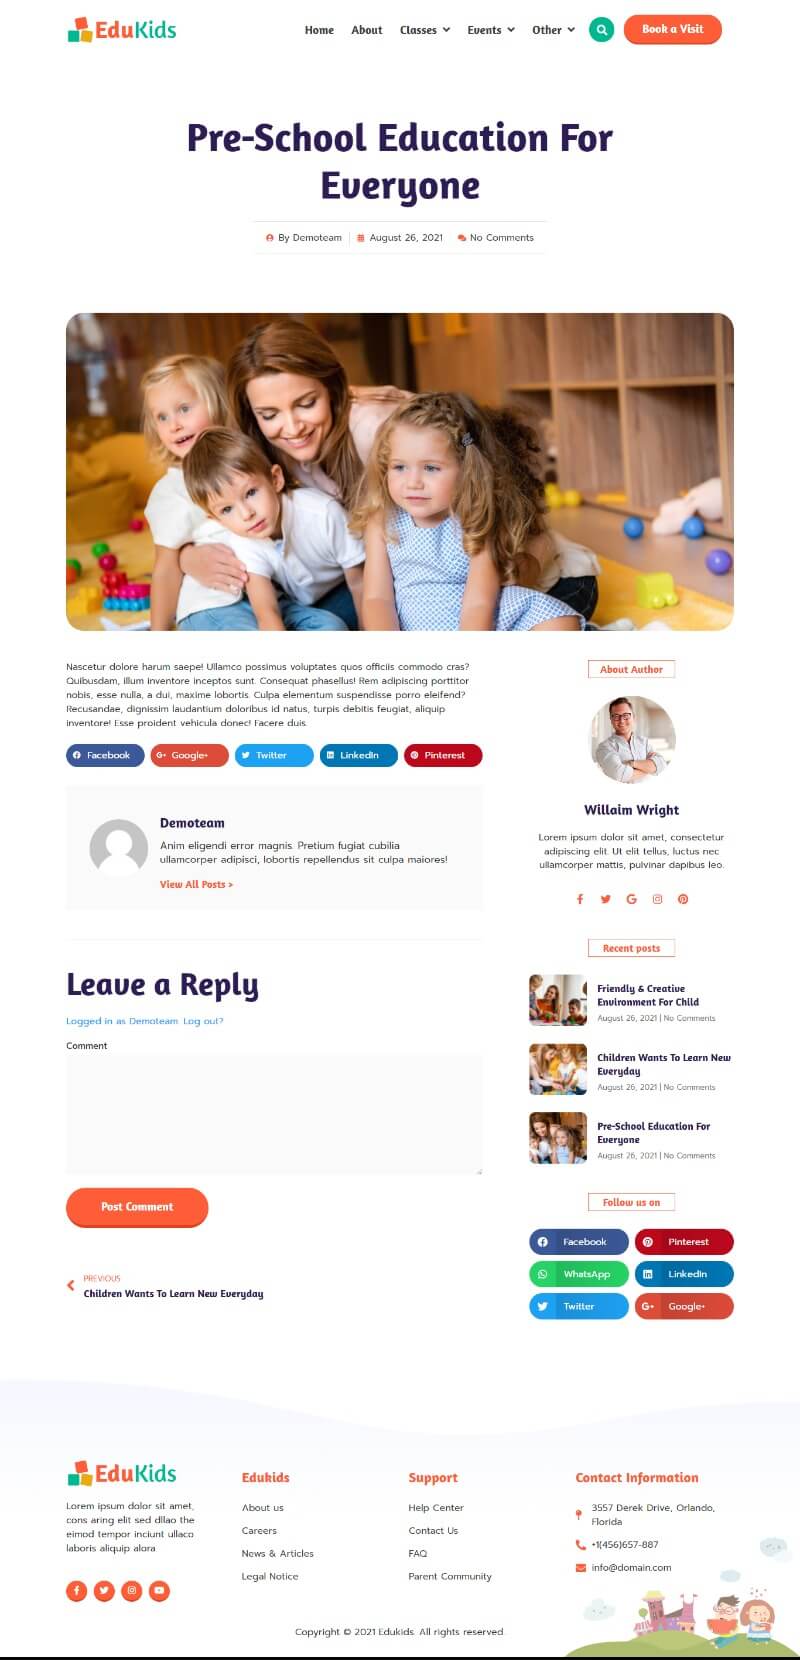 EduKids
Home About Classes Events Other Book a Visit
Pre-School Education For
Everyone
By Demoteam August 26, 2021 No Comments
Nascetur dolore harum saepe! Ullamco possimus voluptates quos officiis commodo cras?
Quibusdam, illum inventore inceptos sunt. Consequat phasellus! Rem adipiscing porttitor
nobis, esse nulla, a dui, maxime lobortis. Culpa elementum suspendisse porro eleifend?
Recusandae, dignissim laudantium doloribus id natus, turpis debitis feugiat, aliquip
inventore! Esse proident vehicula donec! Facere duis.
Facebook Google+ Twitter LinkedIn Pinterest
Demoteam
Anim eligendi error magnis. Pretium fugiat cubilia
ullamcorper adipisci, lobortis repellendus sit culpa maiores!
View All Posts >
Leave a Reply
Logged in as Demoteam. Log out?
Comment
Post Comment
PREVIOUS
Children Wants To Learn New Everyday
About Author
Willaim Wright
Lorem ipsum dolor sit amet, consectetur
adipiscing elit. Ut elit tellus, luctus nec
ullamcorper mattis, pulvinar dapibus leo.
Recent posts
Friendly & Creative
Environment For Child
August 26, 2021 | No Comments
Children Wants To Learn New
Everyday
August 26, 2021 | No Comments
Pre-School Education For
Everyone
August 26, 2021 | No Comments
Follow us on
Facebook Pinterest
WhatsApp LinkedIn
Twitter Google+
EduKids
Lorem ipsum dolor sit amet,
cons aring elit sed dllao the
eimod tempor inciunt ullaco
laboris aliquip alora
Edukids
About us
Careers
News & Articles
Legal Notice
Support
Help Center
Contact Us
FAQ
Parent Community
Contact Information
3557 Derek Drive, Orlando,
Florida
+1(456)657-887
info@domain.com
Copyright © 2021 Edukids. All rights reserved.